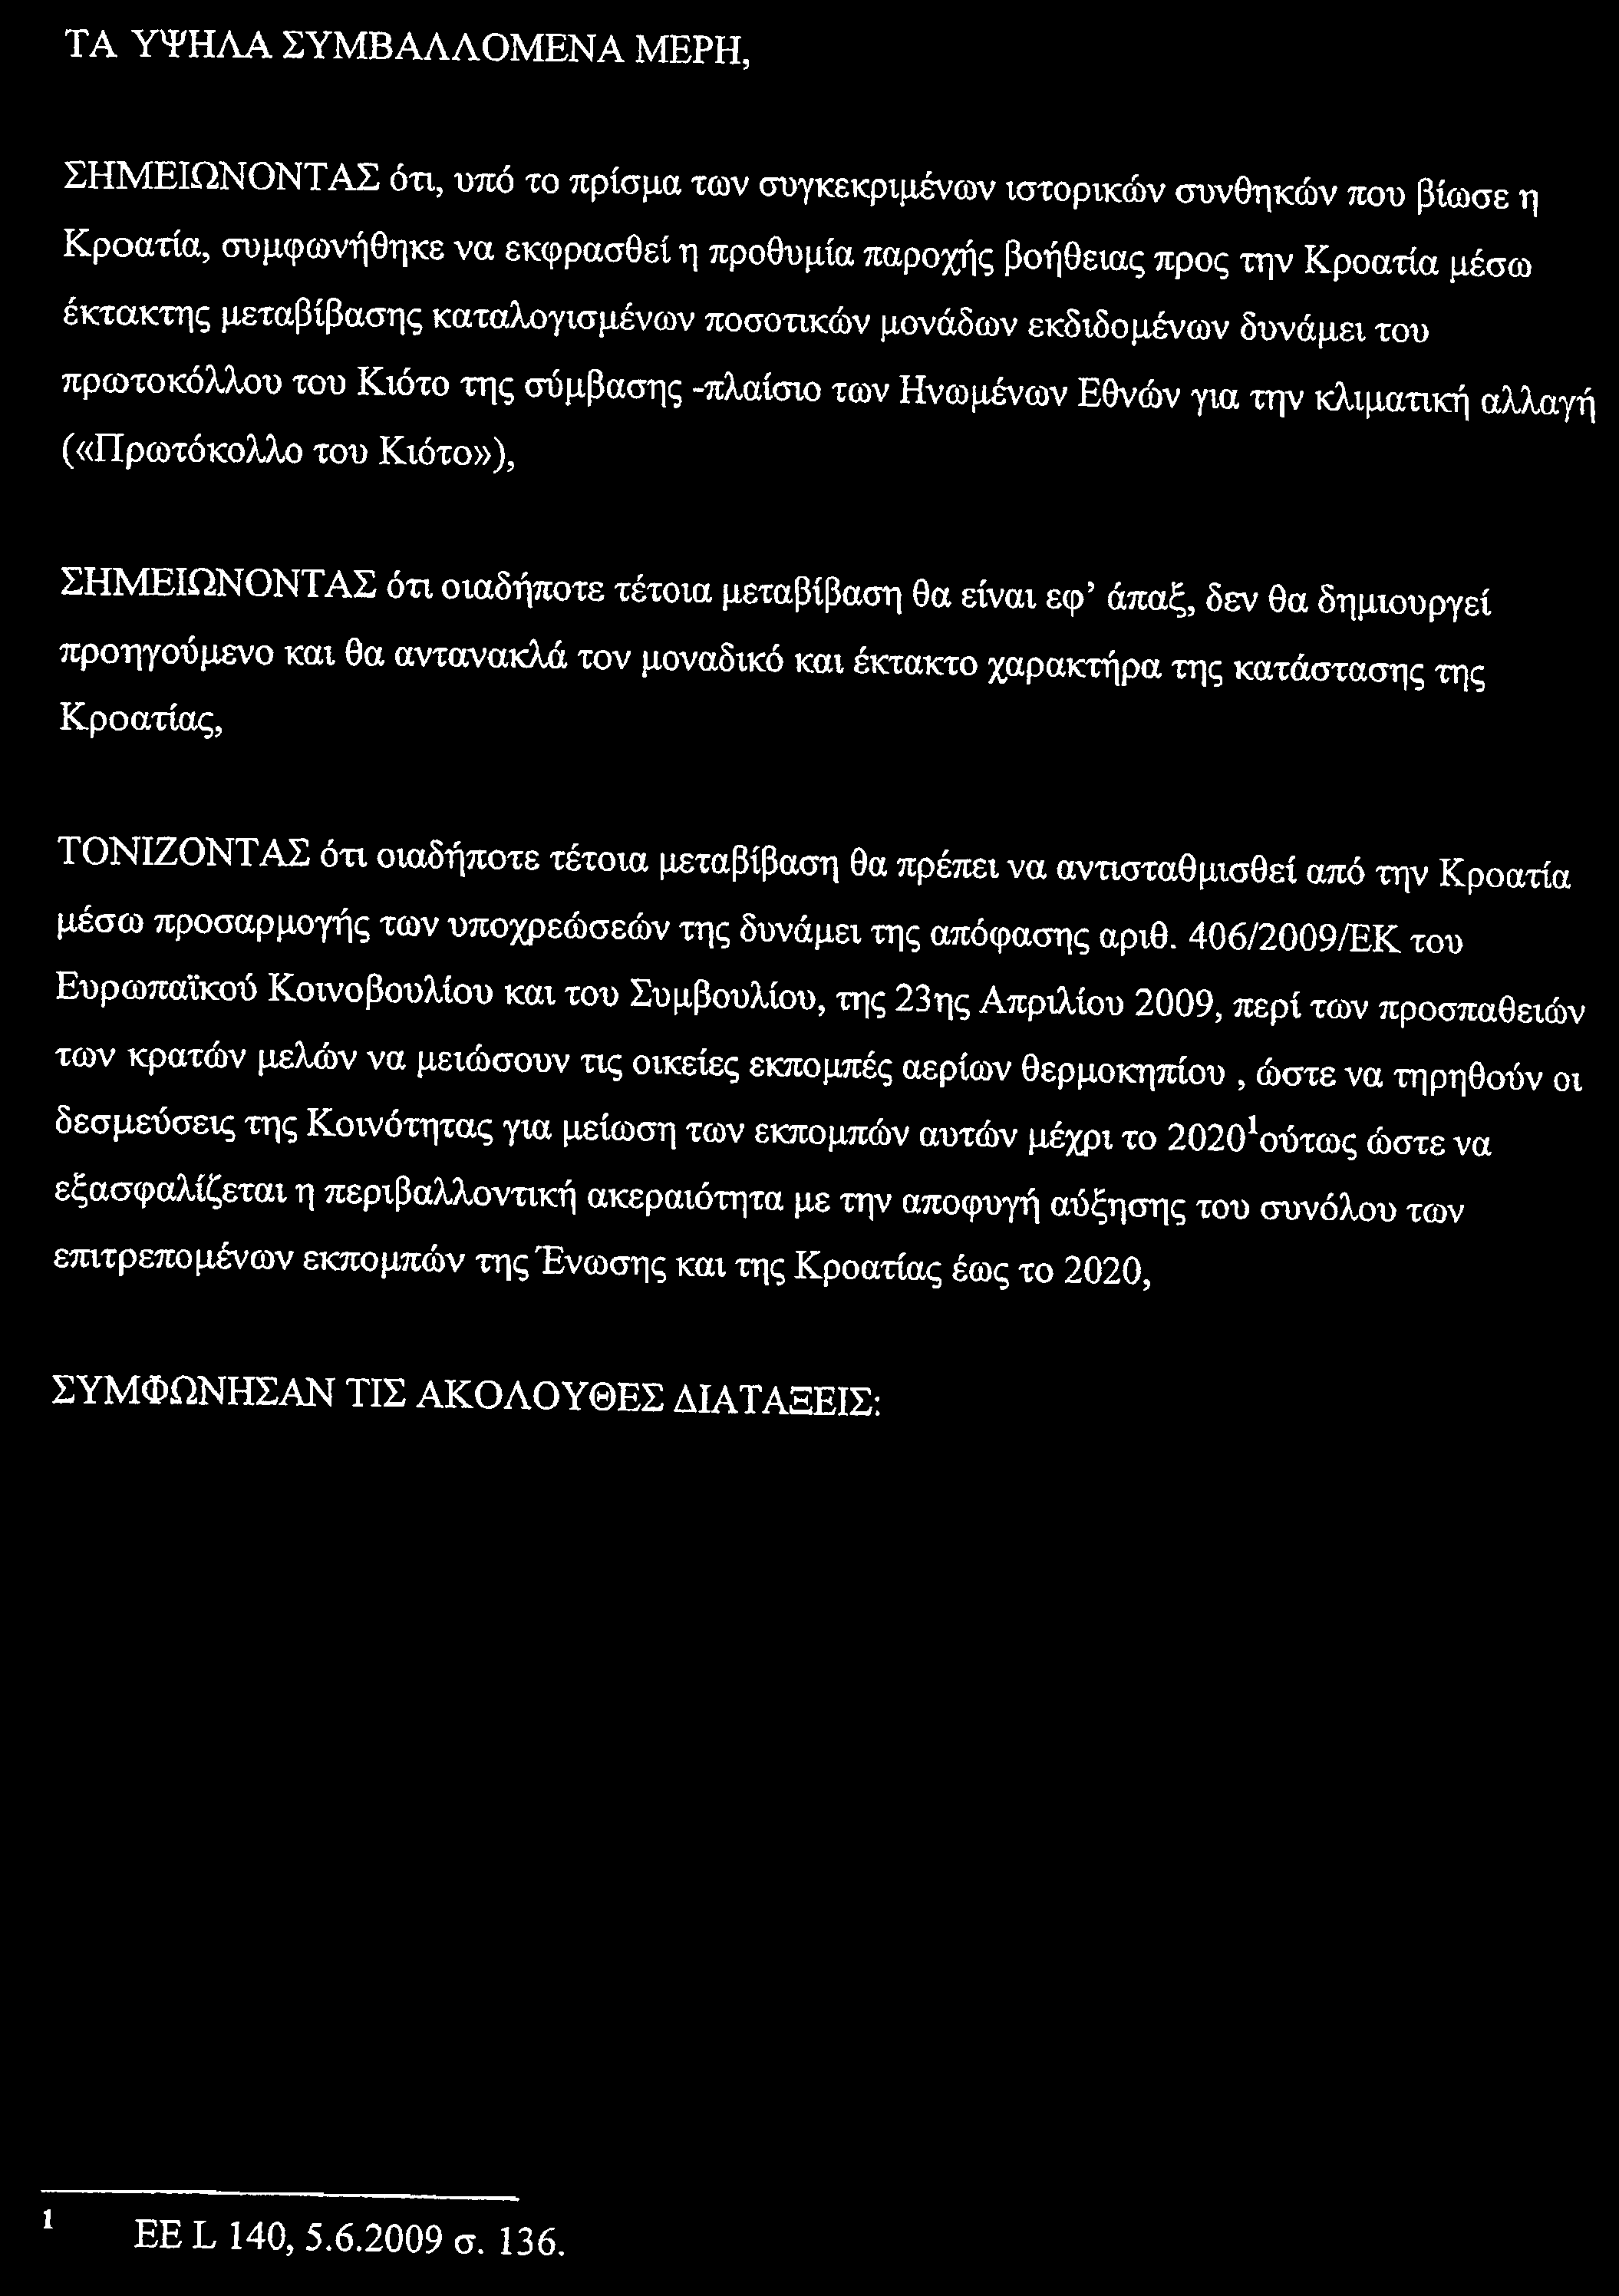 ΤΑ ΥΨΗΛΑ ΣΥΜΒΑΛΛΟΜΕΝΑ ΜΕΡΗ,
ΣΗΜΕΙΩΝΟΝΤΑΣ ότι, υπό το πρίσμα των συγκεκριμένων ιστορικών συνθηκών που βίωσε η
Κροατία, συμφωνήθηκε να εκφρασθεί η προθυμία παροχής βοήθειας προς την Κροατία μέσω
έκτακτης μεταβίβασης καταλογισμένων ποσοτικών μονάδων εκδιδομένων δυνάμει του
πρωτοκόλλου του Κιότο της σύμβασης -πλαίσιο των Ηνωμένων Εθνών για την κλιματική αλλαγή
(«Πρωτόκολλο του Κιότο»),
ΣΗΜΕΙΩΝΟΝΤΑΣ ότι οιαδήποτε τέτοια μεταβίβαση θα είναι εφ’ άπαξ, δεν θα δημιουργεί
προηγούμενο και θα αντανακλά τον μοναδικό και έκτακτο χαρακτήρα της κατάστασης της
Κροατίας,
ΤΟΝΙΖΟΝΤΑΣ ότι οιαδήποτε τέτοια μεταβίβαση θα πρέπει να αντισταθμισθεί από την Κροατία
μέσω προσαρμογής των υποχρεώσεών της δυνάμει της απόφασης αριθ. 406/2009/ΕΚ του
Ευρωπαϊκού Κοινοβουλίου και του Συμβουλίου, της 23ης Απριλίου 2009, περί των προσπαθειών
των κρατών μελών να μειώσουν τις οικείες εκπομπές αερίων θερμοκηπίου , ώστε να τηρηθούν οι
δεσμεύσεις της Κοινότητας για μείωση των εκπομπών αυτών μέχρι το 2020¹ούτως ώστε να
εξασφαλίζεται η περιβαλλοντική ακεραιότητα με την αποφυγή αύξησης του συνόλου των
επιτρεπομένων εκπομπών της Ένωσης και της Κροατίας έως το 2020,
ΣΥΜΦΩΝΗΣΑΝ ΤΙΣ ΑΚΟΛΟΥΘΕΣ ΔΙΑΤΑΞΕΙΣ:
¹ ΕΕ L 140, 5.6.2009 σ. 136.